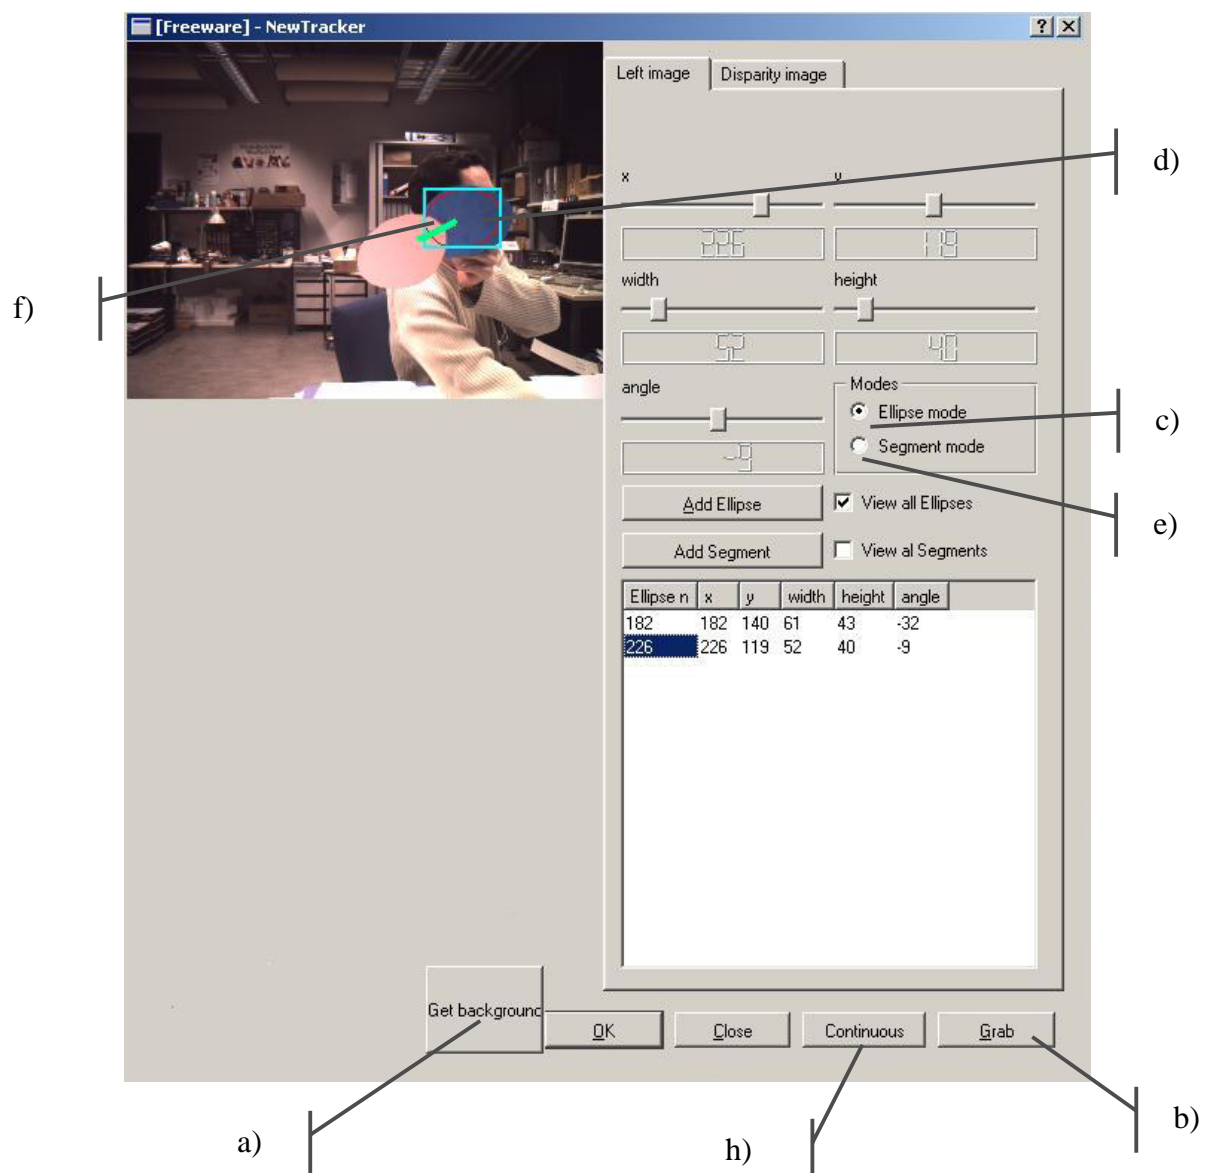 [Freeware] - NewTracker
Left image Disparity image
d)
x y
226 119
width height
f)
52 40
angle Modes
Ellipse mode
c)
Segment mode
-9
Add Ellipse View all Ellipses
e)
Add Segment View al Segments
Ellipse n x y width height angle
182 182 140 61 43 -32
226 226 119 52 40 -9
Get background
OK Close Continuous Grab
b)
a) h)